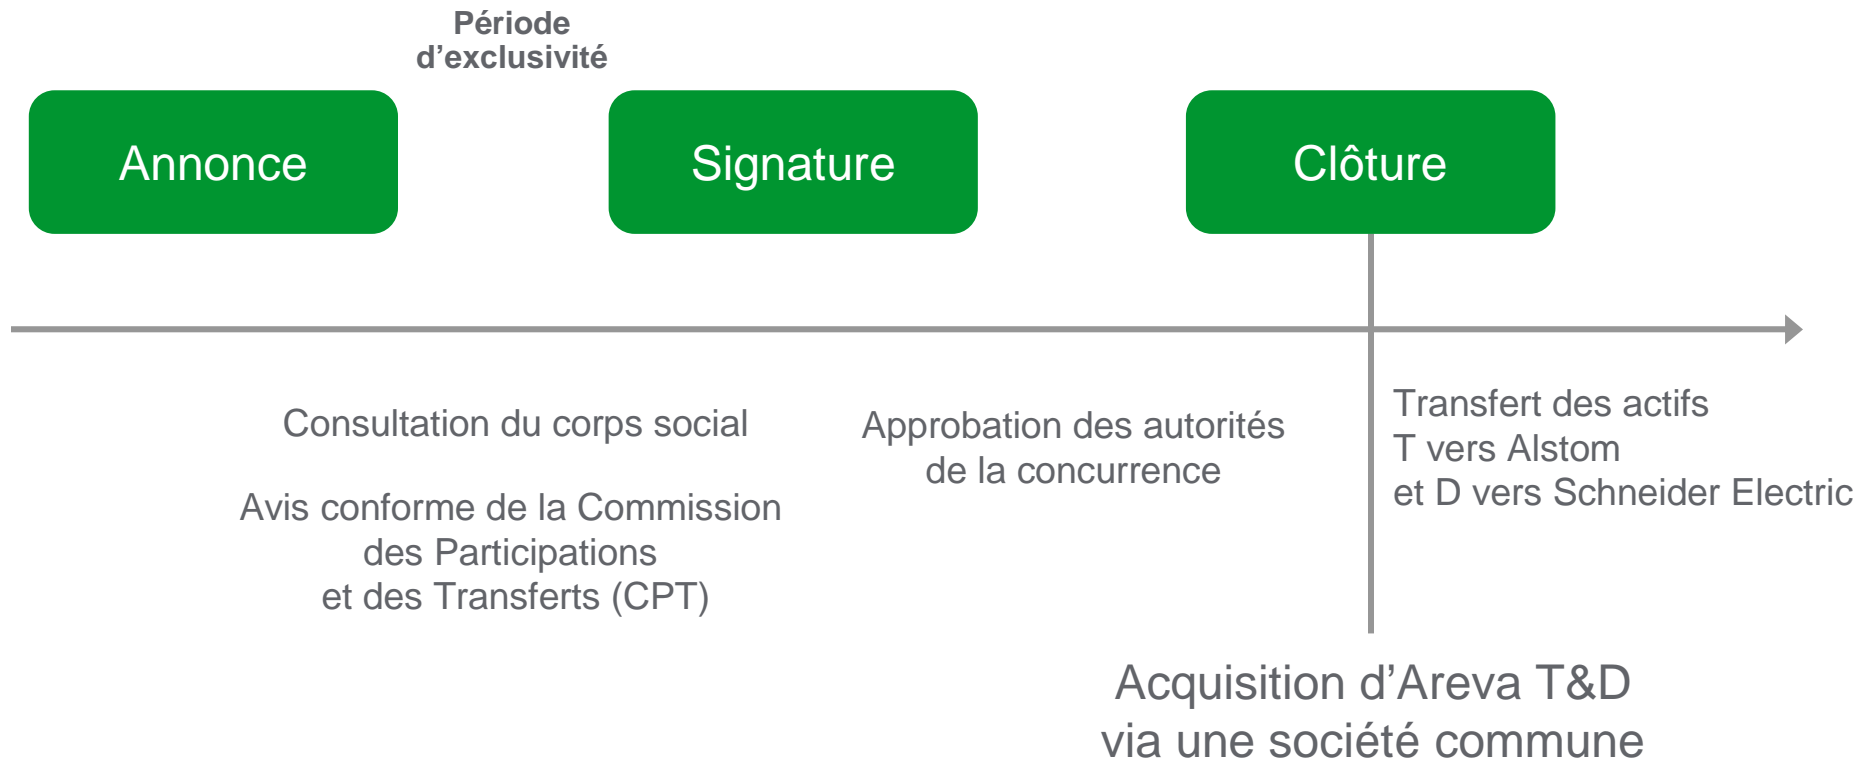 Période
d’exclusivité
Annonce
Signature
Clôture
Consultation du corps social
Avis conforme de la Commission
des Participations
et des Transferts (CPT)
Approbation des autorités
de la concurrence
Transfert des actifs
T vers Alstom
et D vers Schneider Electric
Acquisition d’Areva T&D
via une société commune